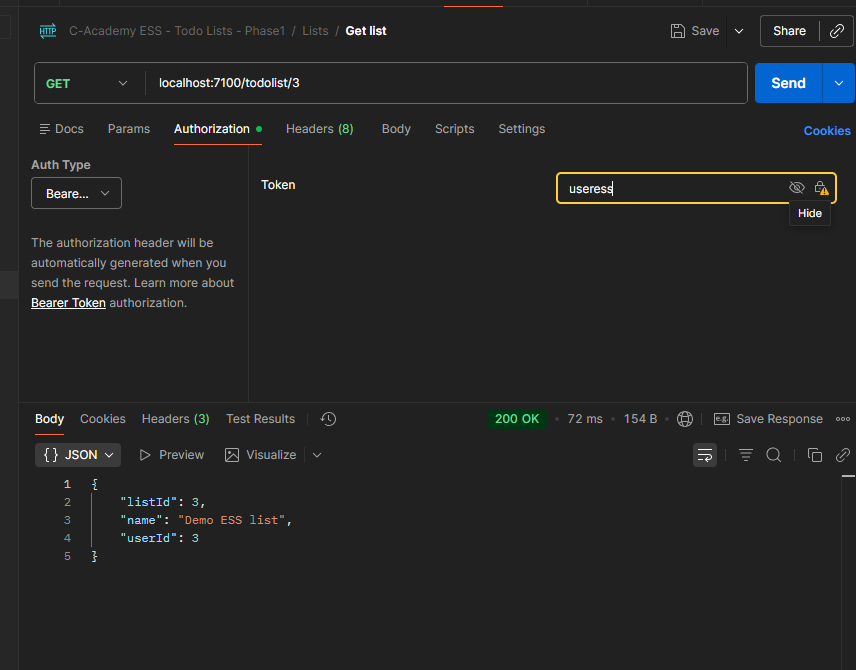 HTTP C-Academy ESS - Todo Lists - Phase1 / Lists / Get list Save Share
GET localhost:7100/todolist/3 Send
Docs Params Authorization Headers (8) Body Scripts Settings Cookies
Auth Type
Beare...
Token useress
Hide
The authorization header will be
automatically generated when you
send the request. Learn more about
Bearer Token authorization.
Body Cookies Headers (3) Test Results 200 OK • 72 ms • 154 B • e.g. Save Response
{} JSON Preview Visualize
1 {
2 "listId": 3,
3 "name": "Demo ESS list",
4 "userId": 3
5 }